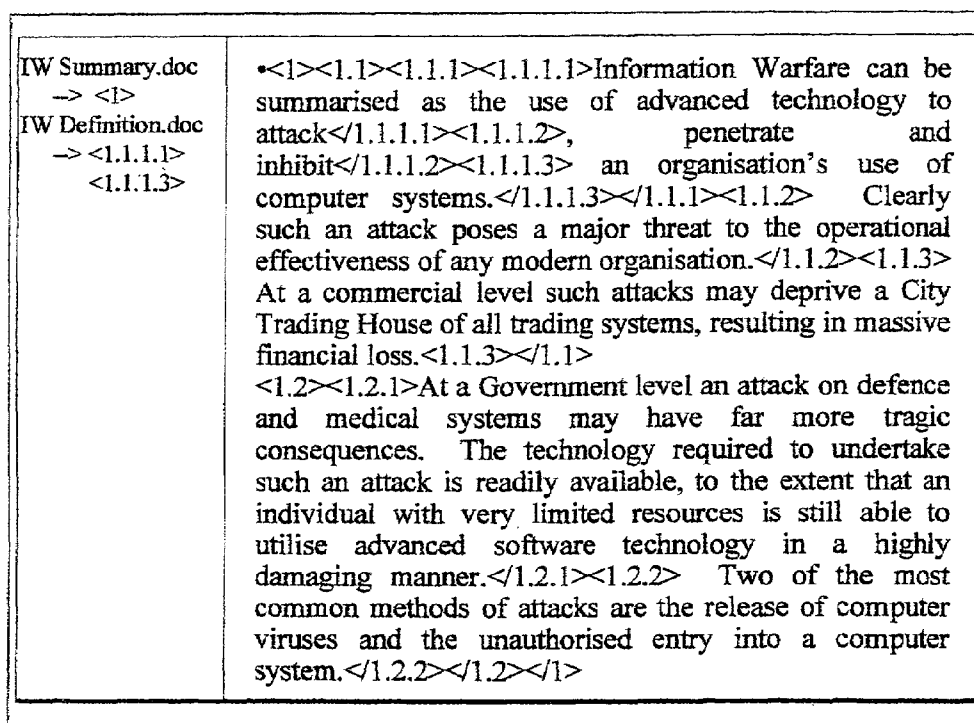 IW Summary.doc
--> <1>
IW Definition.doc
--> <1.1.1.1>
<1.1.1.3>
•<1><1.1><1.1.1><1.1.1.1>Information Warfare can be
summarised as the use of advanced technology to
attack</1.1.1.1><1.1.1.2>, penetrate and
inhibit</1.1.1.2><1.1.1.3> an organisation's use of
computer systems.</1.1.1.3></1.1.1><1.1.2> Clearly
such an attack poses a major threat to the operational
effectiveness of any modern organisation.</1.1.2><1.1.3>
At a commercial level such attacks may deprive a City
Trading House of all trading systems, resulting in massive
financial loss.<1.1.3></1.1>
<1.2><1.2.1>At a Government level an attack on defence
and medical systems may have far more tragic
consequences. The technology required to undertake
such an attack is readily available, to the extent that an
individual with very limited resources is still able to
utilise advanced software technology in a highly
damaging manner.</1.2.1><1.2.2> Two of the most
common methods of attacks are the release of computer
viruses and the unauthorised entry into a computer
system.</1.2.2></1.2></1>